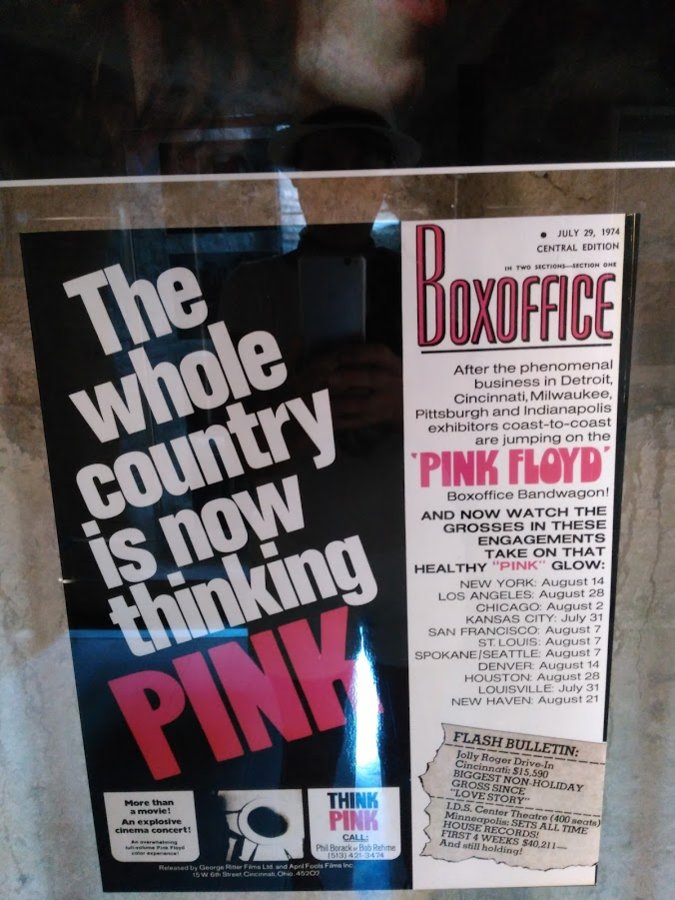 The
whole
country
is now
thinking
PINK
More than
a movie!
An explosive
cinema concert!
An overwhelming
full-volume Pink Floyd
color experience!
THINK
PINK
CALL:
Phil Borack or Bob Rehme
(513) 421-3474
Released by George Ritter Films Ltd. and April Fools Films Inc.
15 W 6th Street Cincinnati, Ohio, 45202
• JULY 29, 1974
CENTRAL EDITION
IN TWO SECTIONS—SECTION ONE
BOXOFFICE
After the phenomenal
business in Detroit,
Cincinnati, Milwaukee,
Pittsburgh and Indianapolis
exhibitors coast-to-coast
are jumping on the
'PINK FLOYD'
Boxoffice Bandwagon!
AND NOW WATCH THE
GROSSES IN THESE
ENGAGEMENTS
TAKE ON THAT
HEALTHY "PINK" GLOW:
NEW YORK: August 14
LOS ANGELES: August 28
CHICAGO: August 2
KANSAS CITY: July 31
SAN FRANCISCO: August 7
ST. LOUIS: August 7
SPOKANE/SEATTLE: August 7
DENVER: August 14
HOUSTON: August 28
LOUISVILLE: July 31
NEW HAVEN: August 21
FLASH BULLETIN:
Jolly Roger Drive-In
Cincinnati: $15,590
BIGGEST NON-HOLIDAY
GROSS SINCE
"LOVE STORY"
I.D.S. Center Theatre (400 seats)
Minneapolis: SETS ALL TIME
HOUSE RECORDS!
FIRST 4 WEEKS $40,211—
And still holding!